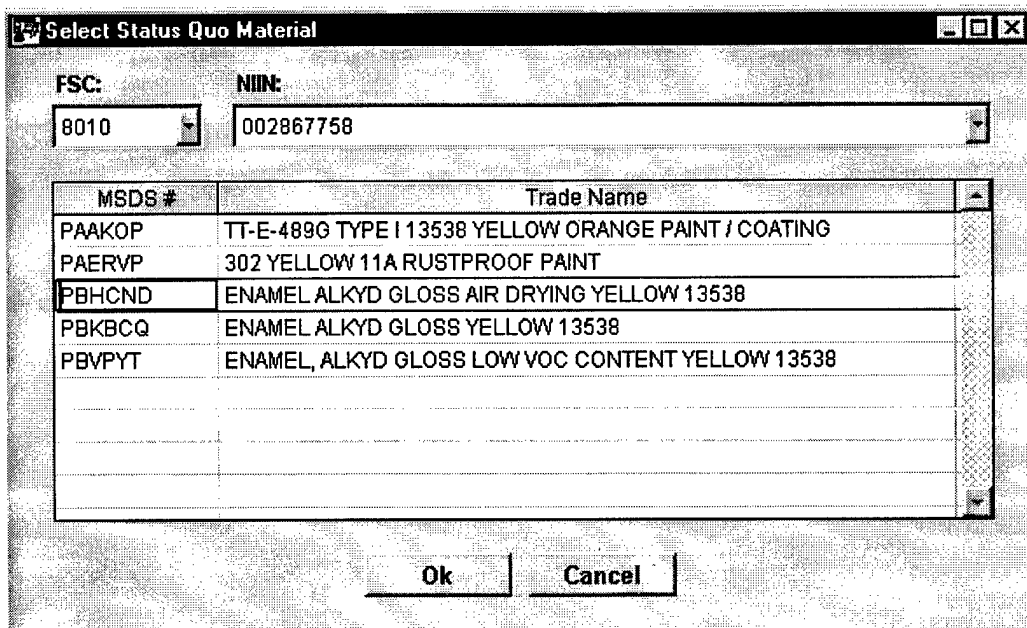 Select Status Quo Material
FSC: NIIN:
8010 002867758
MSDS # Trade Name
PAAKOP TT-E-489G TYPE I 13538 YELLOW ORANGE PAINT / COATING
PAERVP 302 YELLOW 11A RUSTPROOF PAINT
PBHCND ENAMEL ALKYD GLOSS AIR DRYING YELLOW 13538
PBKBCQ ENAMEL ALKYD GLOSS YELLOW 13538
PBVPYT ENAMEL, ALKYD GLOSS LOW VOC CONTENT YELLOW 13538
Ok Cancel